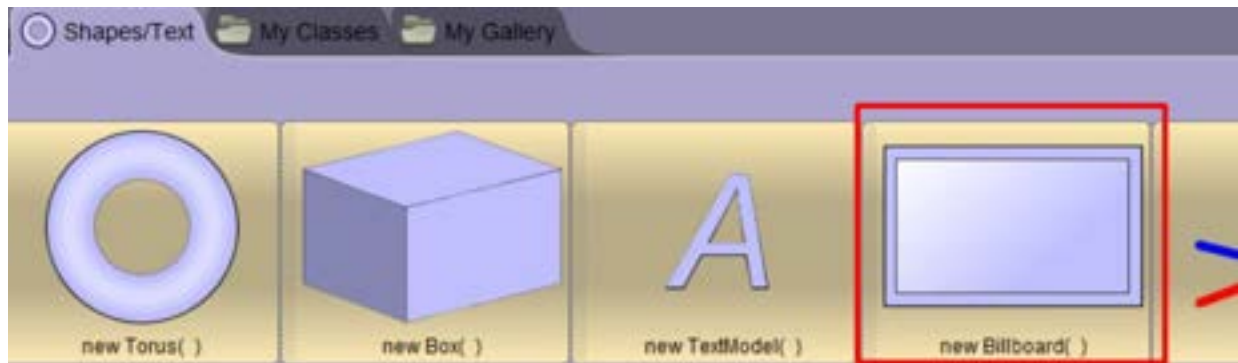 Shapes/Text My Classes My Gallery
new Torus( ) new Box( ) new TextModel( ) new Billboard( )